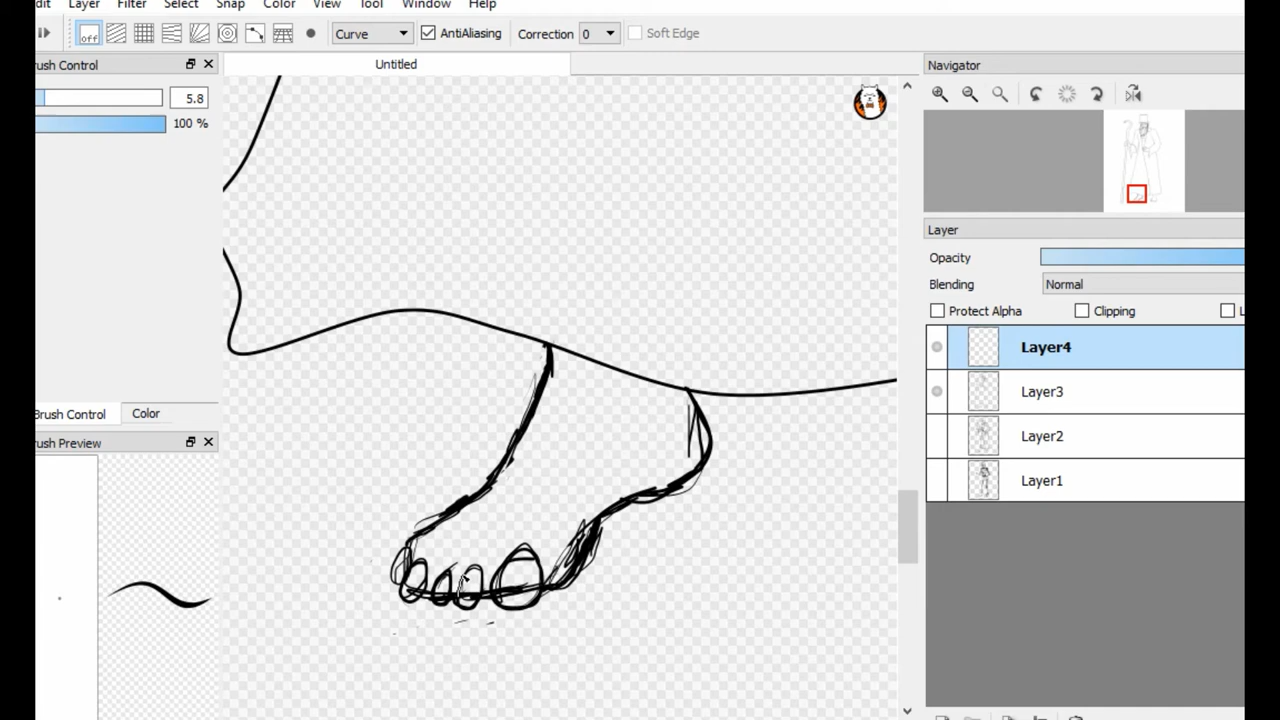 dit Layer Filter Select Snap Color View Tool Window Help
off Curve AntiAliasing Correction 0 Soft Edge
rush Control
Untitled
Navigator
5.8
100 %
Layer
Opacity
Blending Normal
Protect Alpha Clipping L
Layer4
Layer3
Layer2
Layer1
Brush Control Color
rush Preview